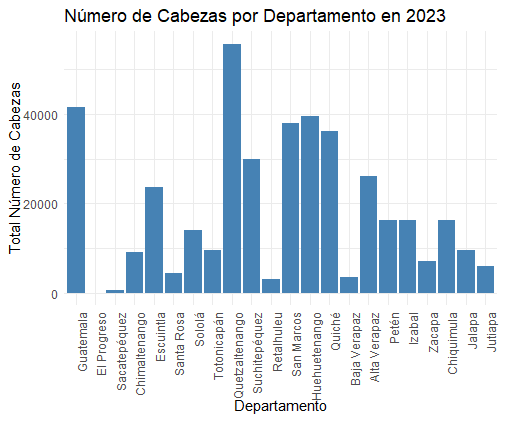 Número de Cabezas por Departamento en 2023
Total Número de Cabezas
40000
20000
0
Guatemala
El Progreso
Sacatepéquez
Chimaltenango
Escuintla
Santa Rosa
Sololá
Totonicapán
Quetzaltenango
Suchitepéquez
Retalhuleu
San Marcos
Huehuetenango
Quiché
Baja Verapaz
Alta Verapaz
Petén
Izabal
Zacapa
Chiquimula
Jalapa
Jutiapa
Departamento